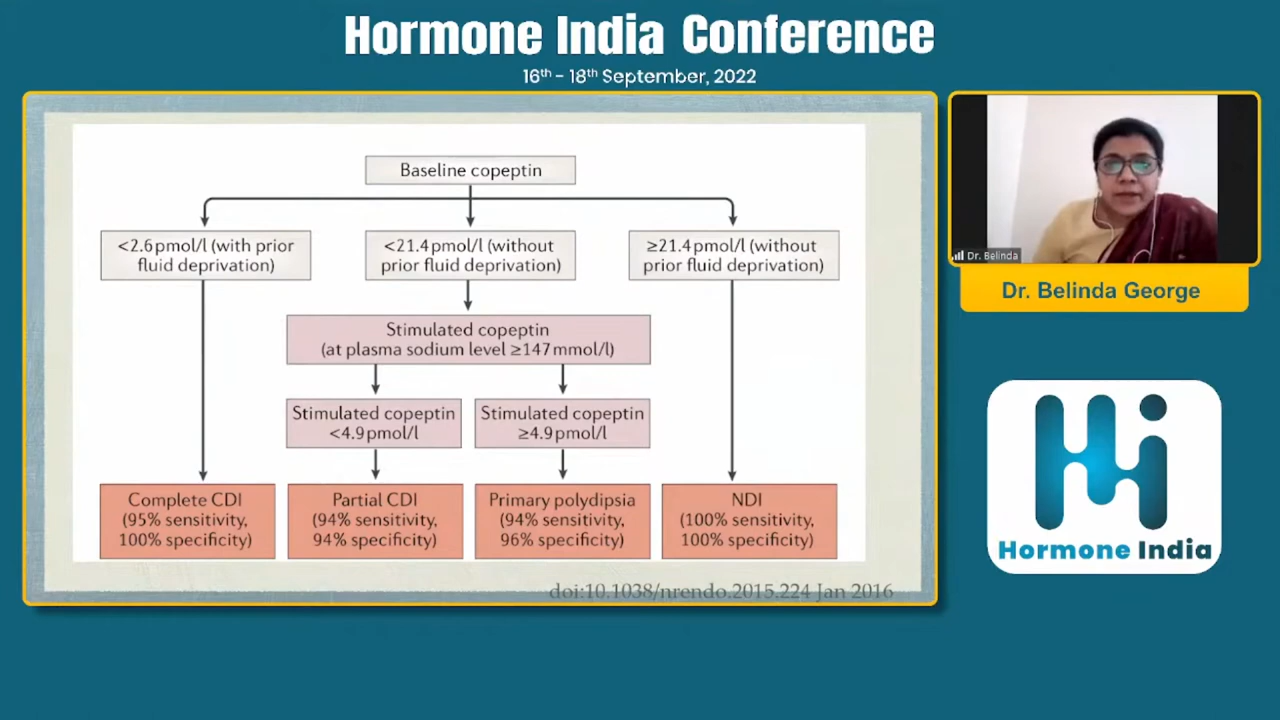 Hormone India Conference
16th - 18th September, 2022
Baseline copeptin
<2.6 pmol/l (with prior
fluid deprivation)
<21.4 pmol/l (without
prior fluid deprivation)
≥21.4 pmol/l (without
prior fluid deprivation)
Stimulated copeptin
(at plasma sodium level ≥147 mmol/l)
Stimulated copeptin
<4.9 pmol/l
Stimulated copeptin
≥4.9 pmol/l
Complete CDI
(95% sensitivity,
100% specificity)
Partial CDI
(94% sensitivity,
94% specificity)
Primary polydipsia
(94% sensitivity,
96% specificity)
NDI
(100% sensitivity,
100% specificity)
doi:10.1038/nrendo.2015.224 Jan 2016
Dr. Belinda
Dr. Belinda George
Hi
Hormone India